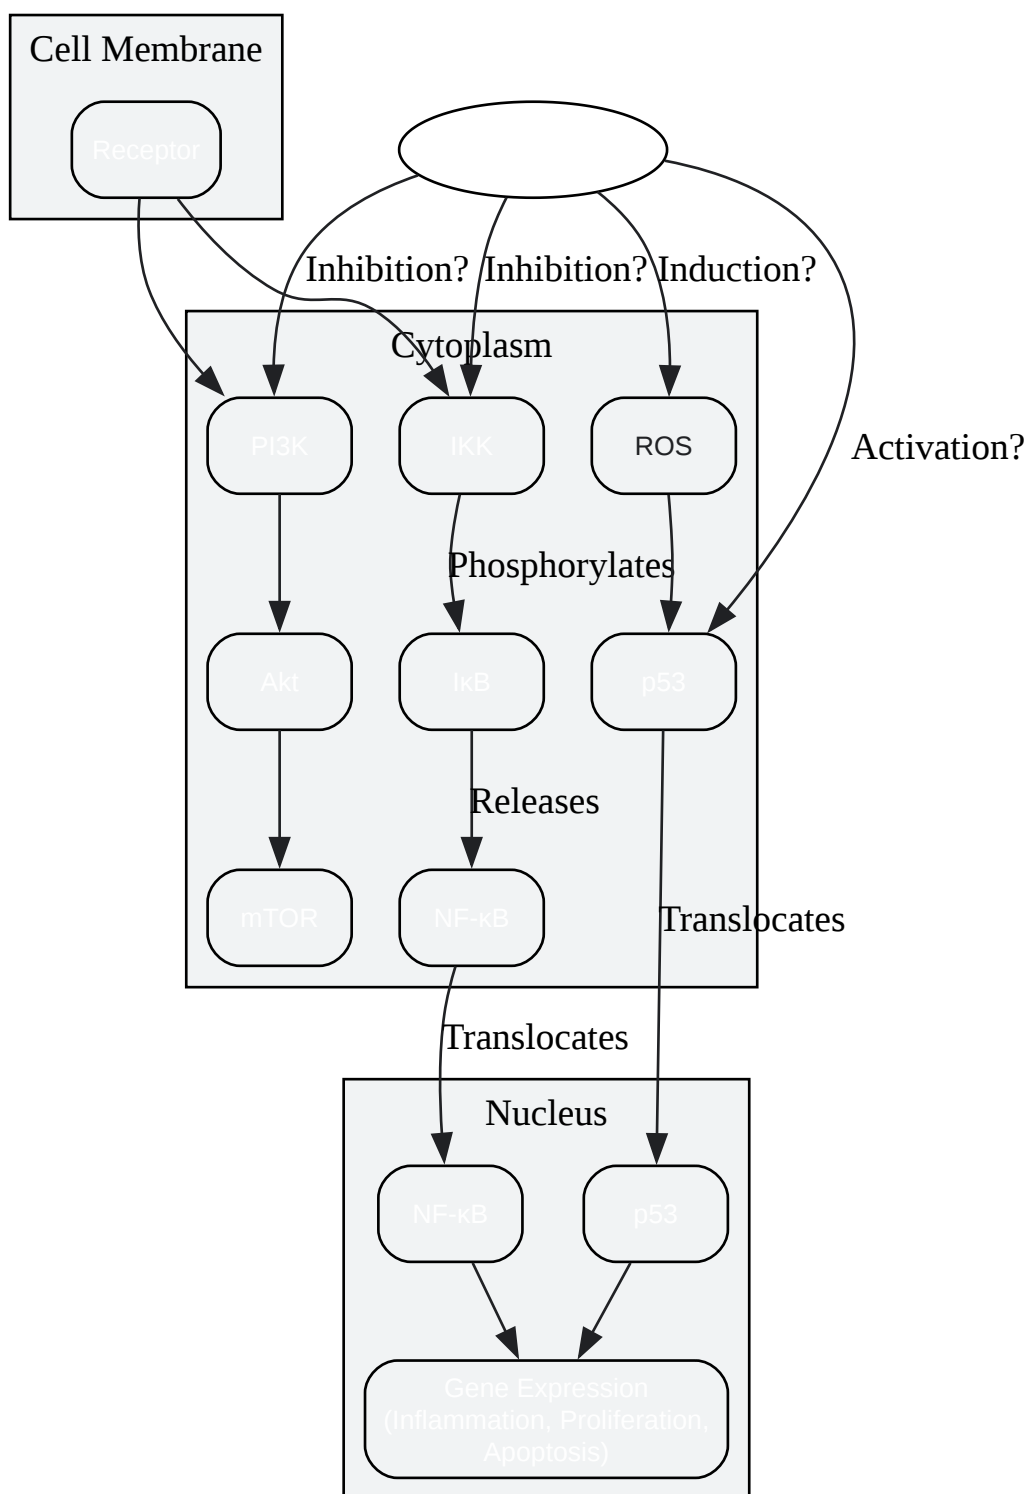 Cell Membrane
Receptor
Inhibition?
Inhibition?
Induction?
Cytoplasm
PI3K
IKK
ROS
Activation?
Phosphorylates
Akt
IκB
p53
Releases
mTOR
NF-κB
Translocates
Translocates
Nucleus
NF-κB
p53
Gene Expression
(Inflammation, Proliferation,
Apoptosis)